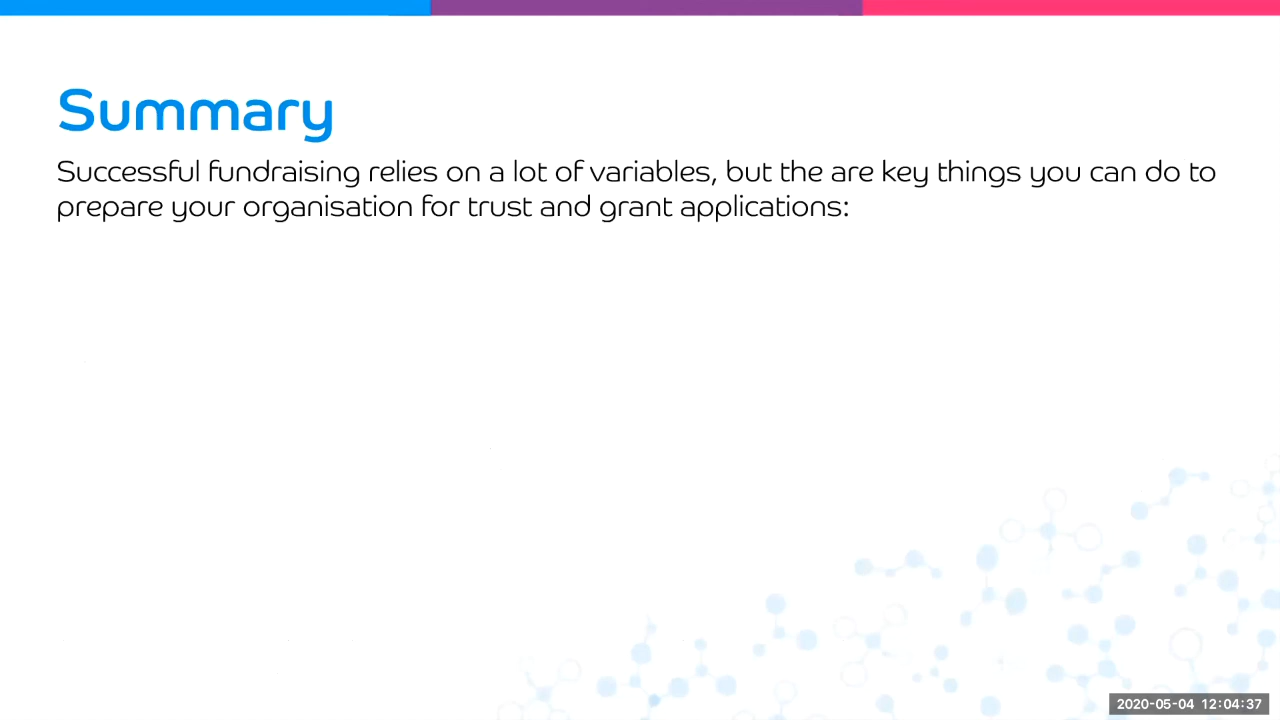 Summary
Successful fundraising relies on a lot of variables, but the are key things you can do to
prepare your organisation for trust and grant applications:
2020-05-04 12:04:37